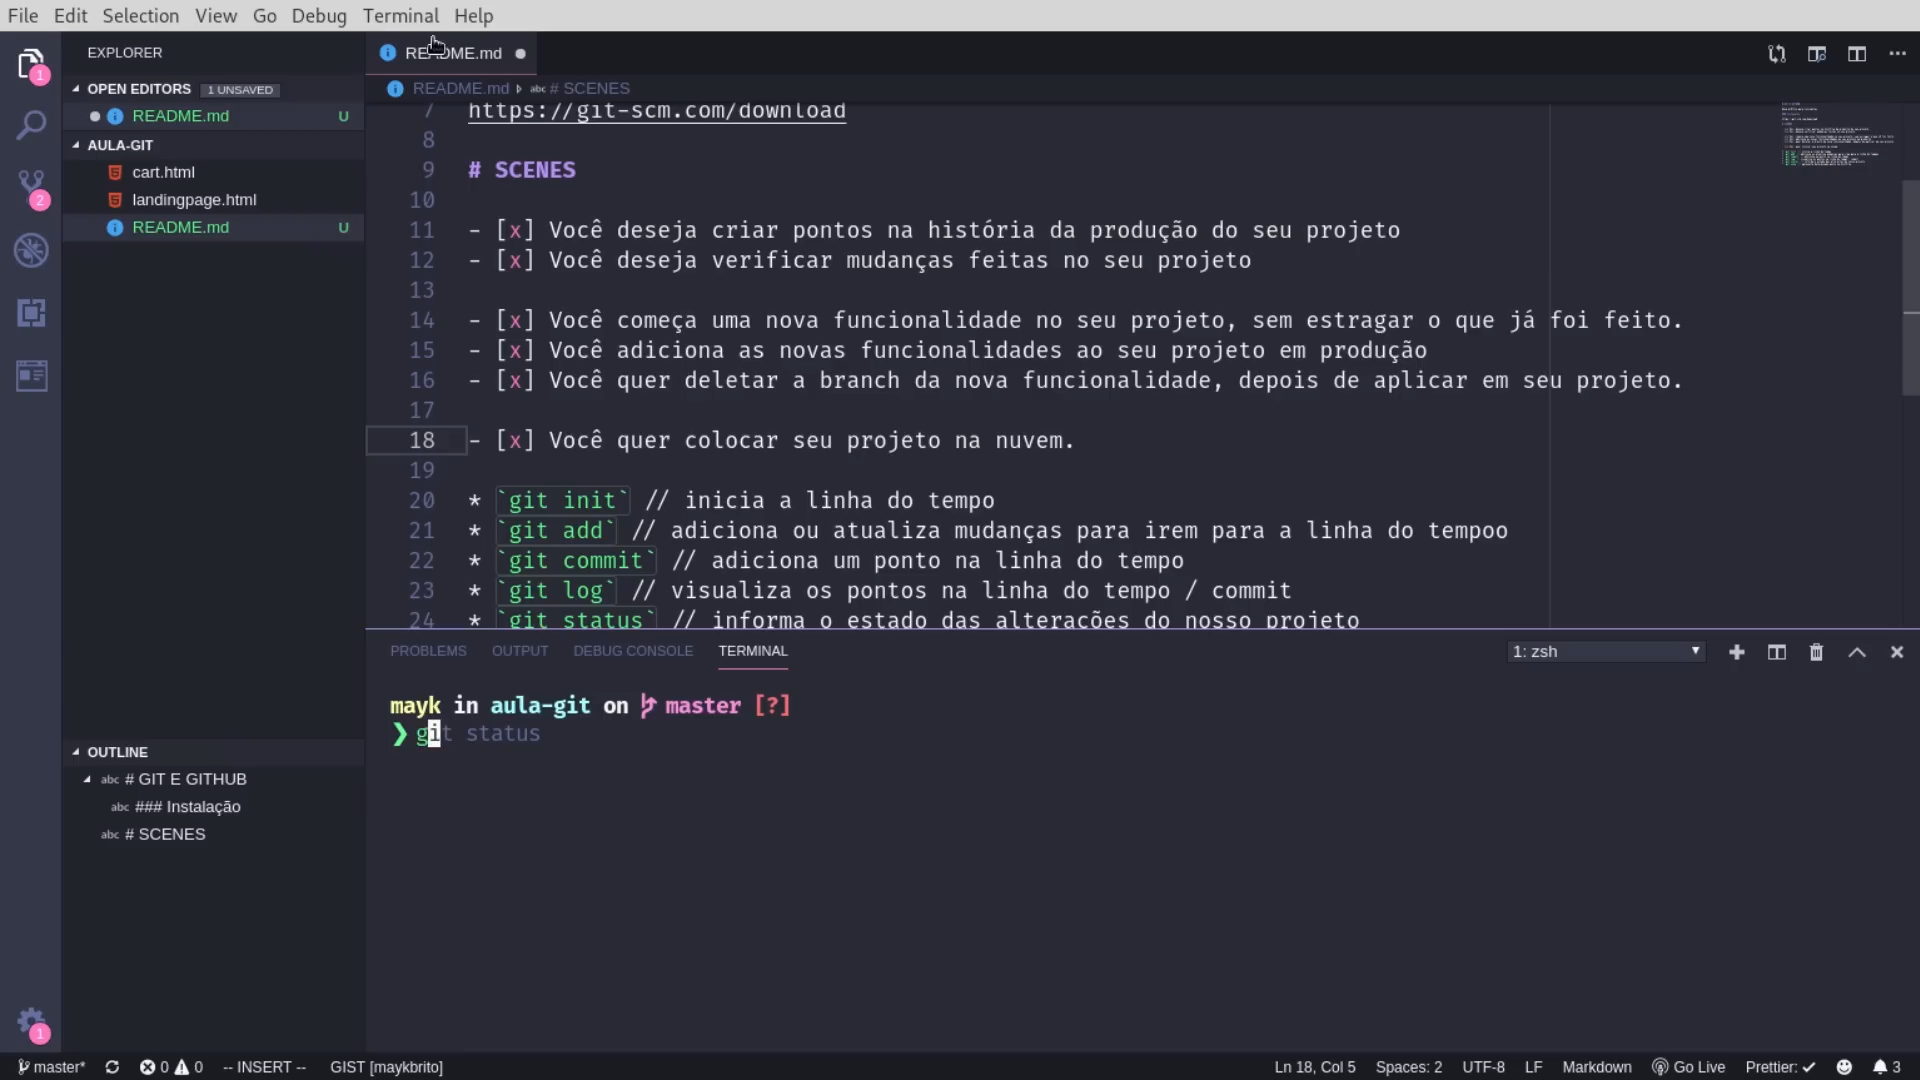 File Edit Selection View Go Debug Terminal Help
EXPLORER
OPEN EDITORS 1 UNSAVED
README.md U
AULA-GIT
cart.html
landingpage.html
README.md U
OUTLINE
abc # GIT E GITHUB
abc ### Instalação
abc # SCENES
1
2
1
README.md
README.md abc # SCENES
7 https://git-scm.com/download
8
9 # SCENES
10
11 - [x] Você deseja criar pontos na história da produção do seu projeto
12 - [x] Você deseja verificar mudanças feitas no seu projeto
13
14 - [x] Você começa uma nova funcionalidade no seu projeto, sem estragar o que já foi feito.
15 - [x] Você adiciona as novas funcionalidades ao seu projeto em produção
16 - [x] Você quer deletar a branch da nova funcionalidade, depois de aplicar em seu projeto.
17
18 - [x] Você quer colocar seu projeto na nuvem.
19
20 * `git init` // inicia a linha do tempo
21 * `git add` // adiciona ou atualiza mudanças para irem para a linha do tempoo
22 * `git commit` // adiciona um ponto na linha do tempo
23 * `git log` // visualiza os pontos na linha do tempo / commit
24 * `git status` // informa o estado das alterações do nosso projeto
PROBLEMS OUTPUT DEBUG CONSOLE TERMINAL 1: zsh
mayk in aula-git on master [?]
❯ git status
master* 0 0 -- INSERT -- GIST [maykbrito] Ln 18, Col 5 Spaces: 2 UTF-8 LF Markdown Go Live Prettier: ✓ 3